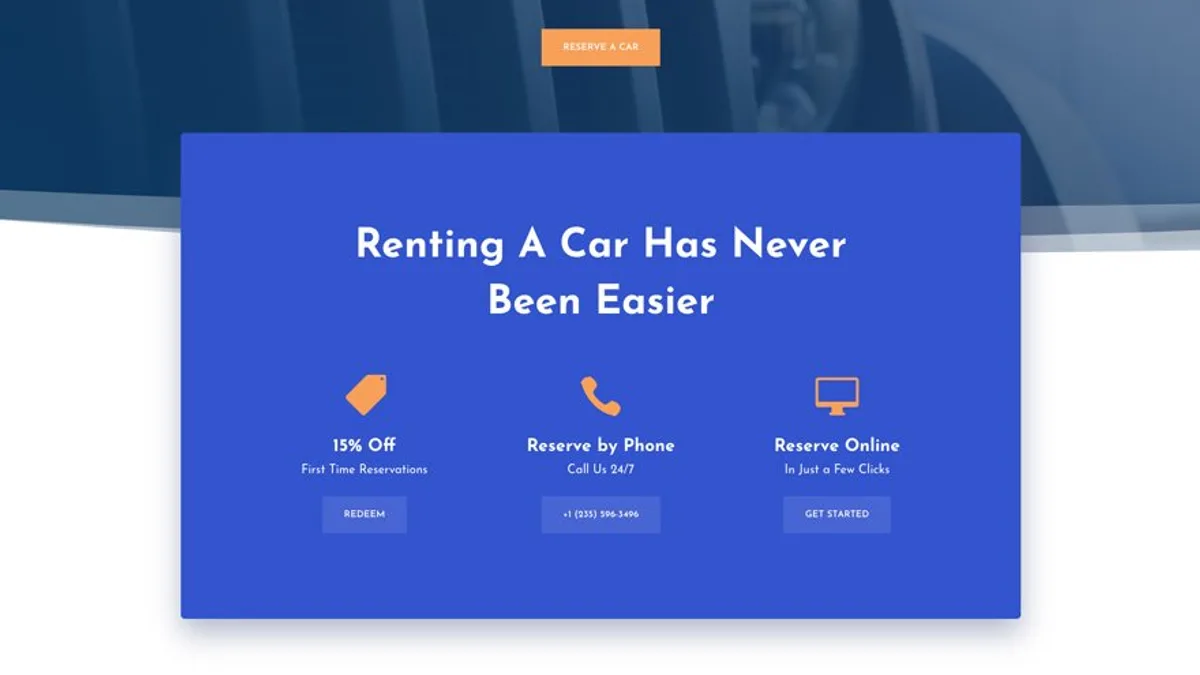 RESERVE A CAR
Renting A Car Has Never
Been Easier
15% Off
First Time Reservations
REDEEM
Reserve by Phone
Call Us 24/7
+1 (235) 596-3496
Reserve Online
In Just a Few Clicks
GET STARTED